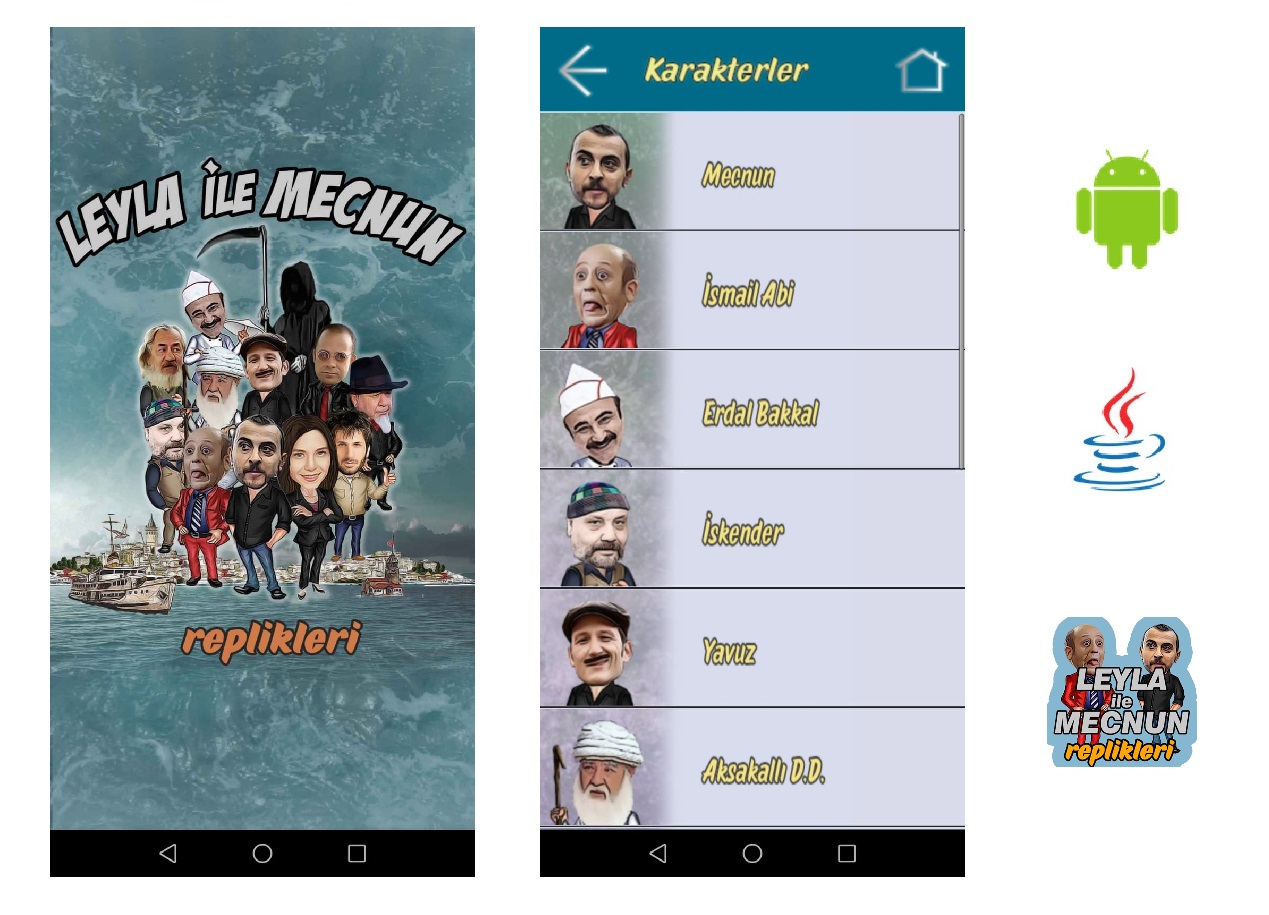 LEYLA İLE MECNUN
replikleri
Karakterler
Mecnun
İsmail Abi
Erdal Bakkal
İskender
Yavuz
Aksakallı D.D.
LEYLA
ile
MECNUN
replikleri